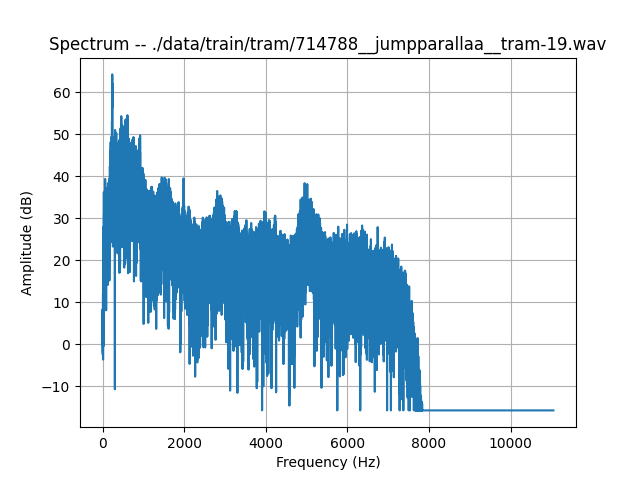 Spectrum -- ./data/train/tram/714788__jumpparallaa__tram-19.wav
60
50
40
30
20
10
0
−10
Amplitude (dB)
0 2000 4000 6000 8000 10000
Frequency (Hz)